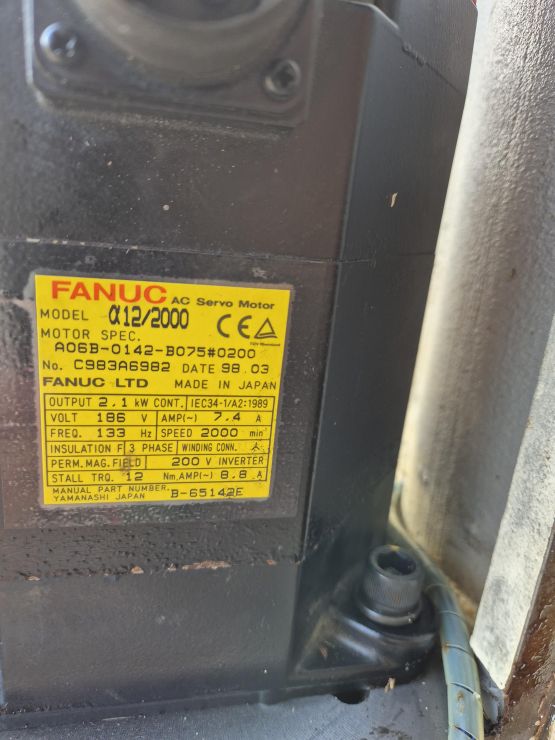 FANUC AC Servo Motor
MODEL α12/2000
MOTOR SPEC.
A06B-0142-B075#0200
No. C983A6982 DATE 98.03
FANUC LTD MADE IN JAPAN
OUTPUT 2.1 kW CONT. IEC34-1/A2:1989
VOLT 186 V AMP(~) 7.4 A
FREQ. 133 Hz SPEED 2000 min
INSULATION F 3 PHASE WINDING CONN.
PERM.MAG.FIELD 200 V INVERTER
STALL TRQ. 12 Nm,AMP(~) 8.8 A
MANUAL PART NUMBER B-65142E
YAMANASHI JAPAN